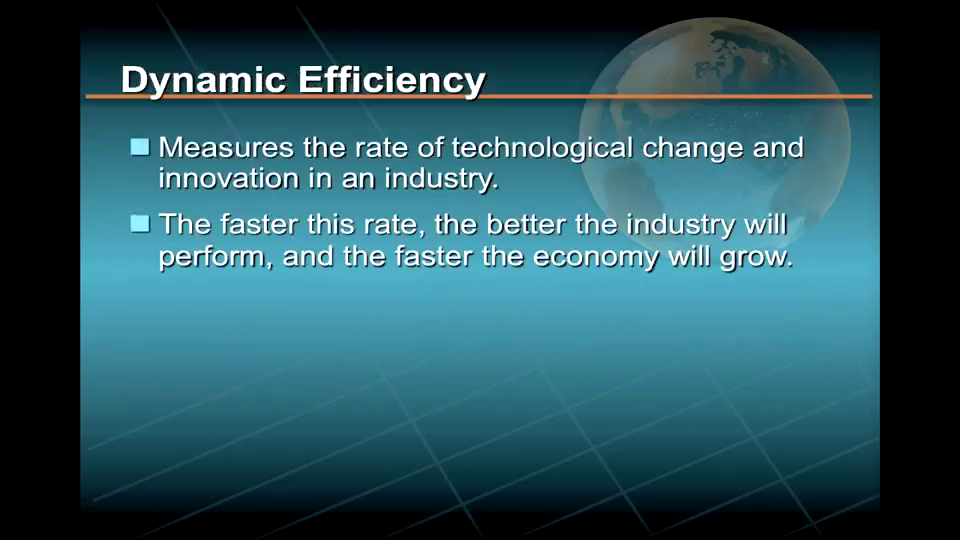 Dynamic Efficiency
Measures the rate of technological change and
innovation in an industry.
The faster this rate, the better the industry will
perform, and the faster the economy will grow.